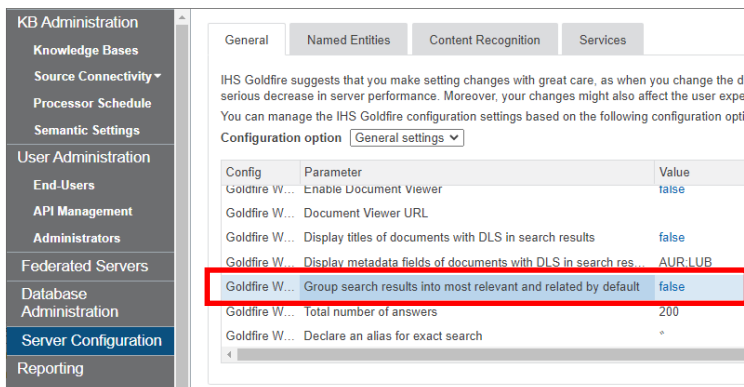 KB Administration
Knowledge Bases
Source Connectivity
Processor Schedule
Semantic Settings
User Administration
End-Users
API Management
Administrators
Federated Servers
Database
Administration
Server Configuration
Reporting
General Named Entities Content Recognition Services
IHS Goldfire suggests that you make setting changes with great care, as when you change the d
serious decrease in server performance. Moreover, your changes might also affect the user expe
You can manage the IHS Goldfire configuration settings based on the following configuration opti
Configuration option General settings
Config Parameter Value
Goldfire W... Enable Document Viewer false
Goldfire W... Document Viewer URL
Goldfire W... Display titles of documents with DLS in search results false
Goldfire W... Display metadata fields of documents with DLS in search res... AUR:LUB
Goldfire W... Group search results into most relevant and related by default false
Goldfire W... Total number of answers 200
Goldfire W... Declare an alias for exact search